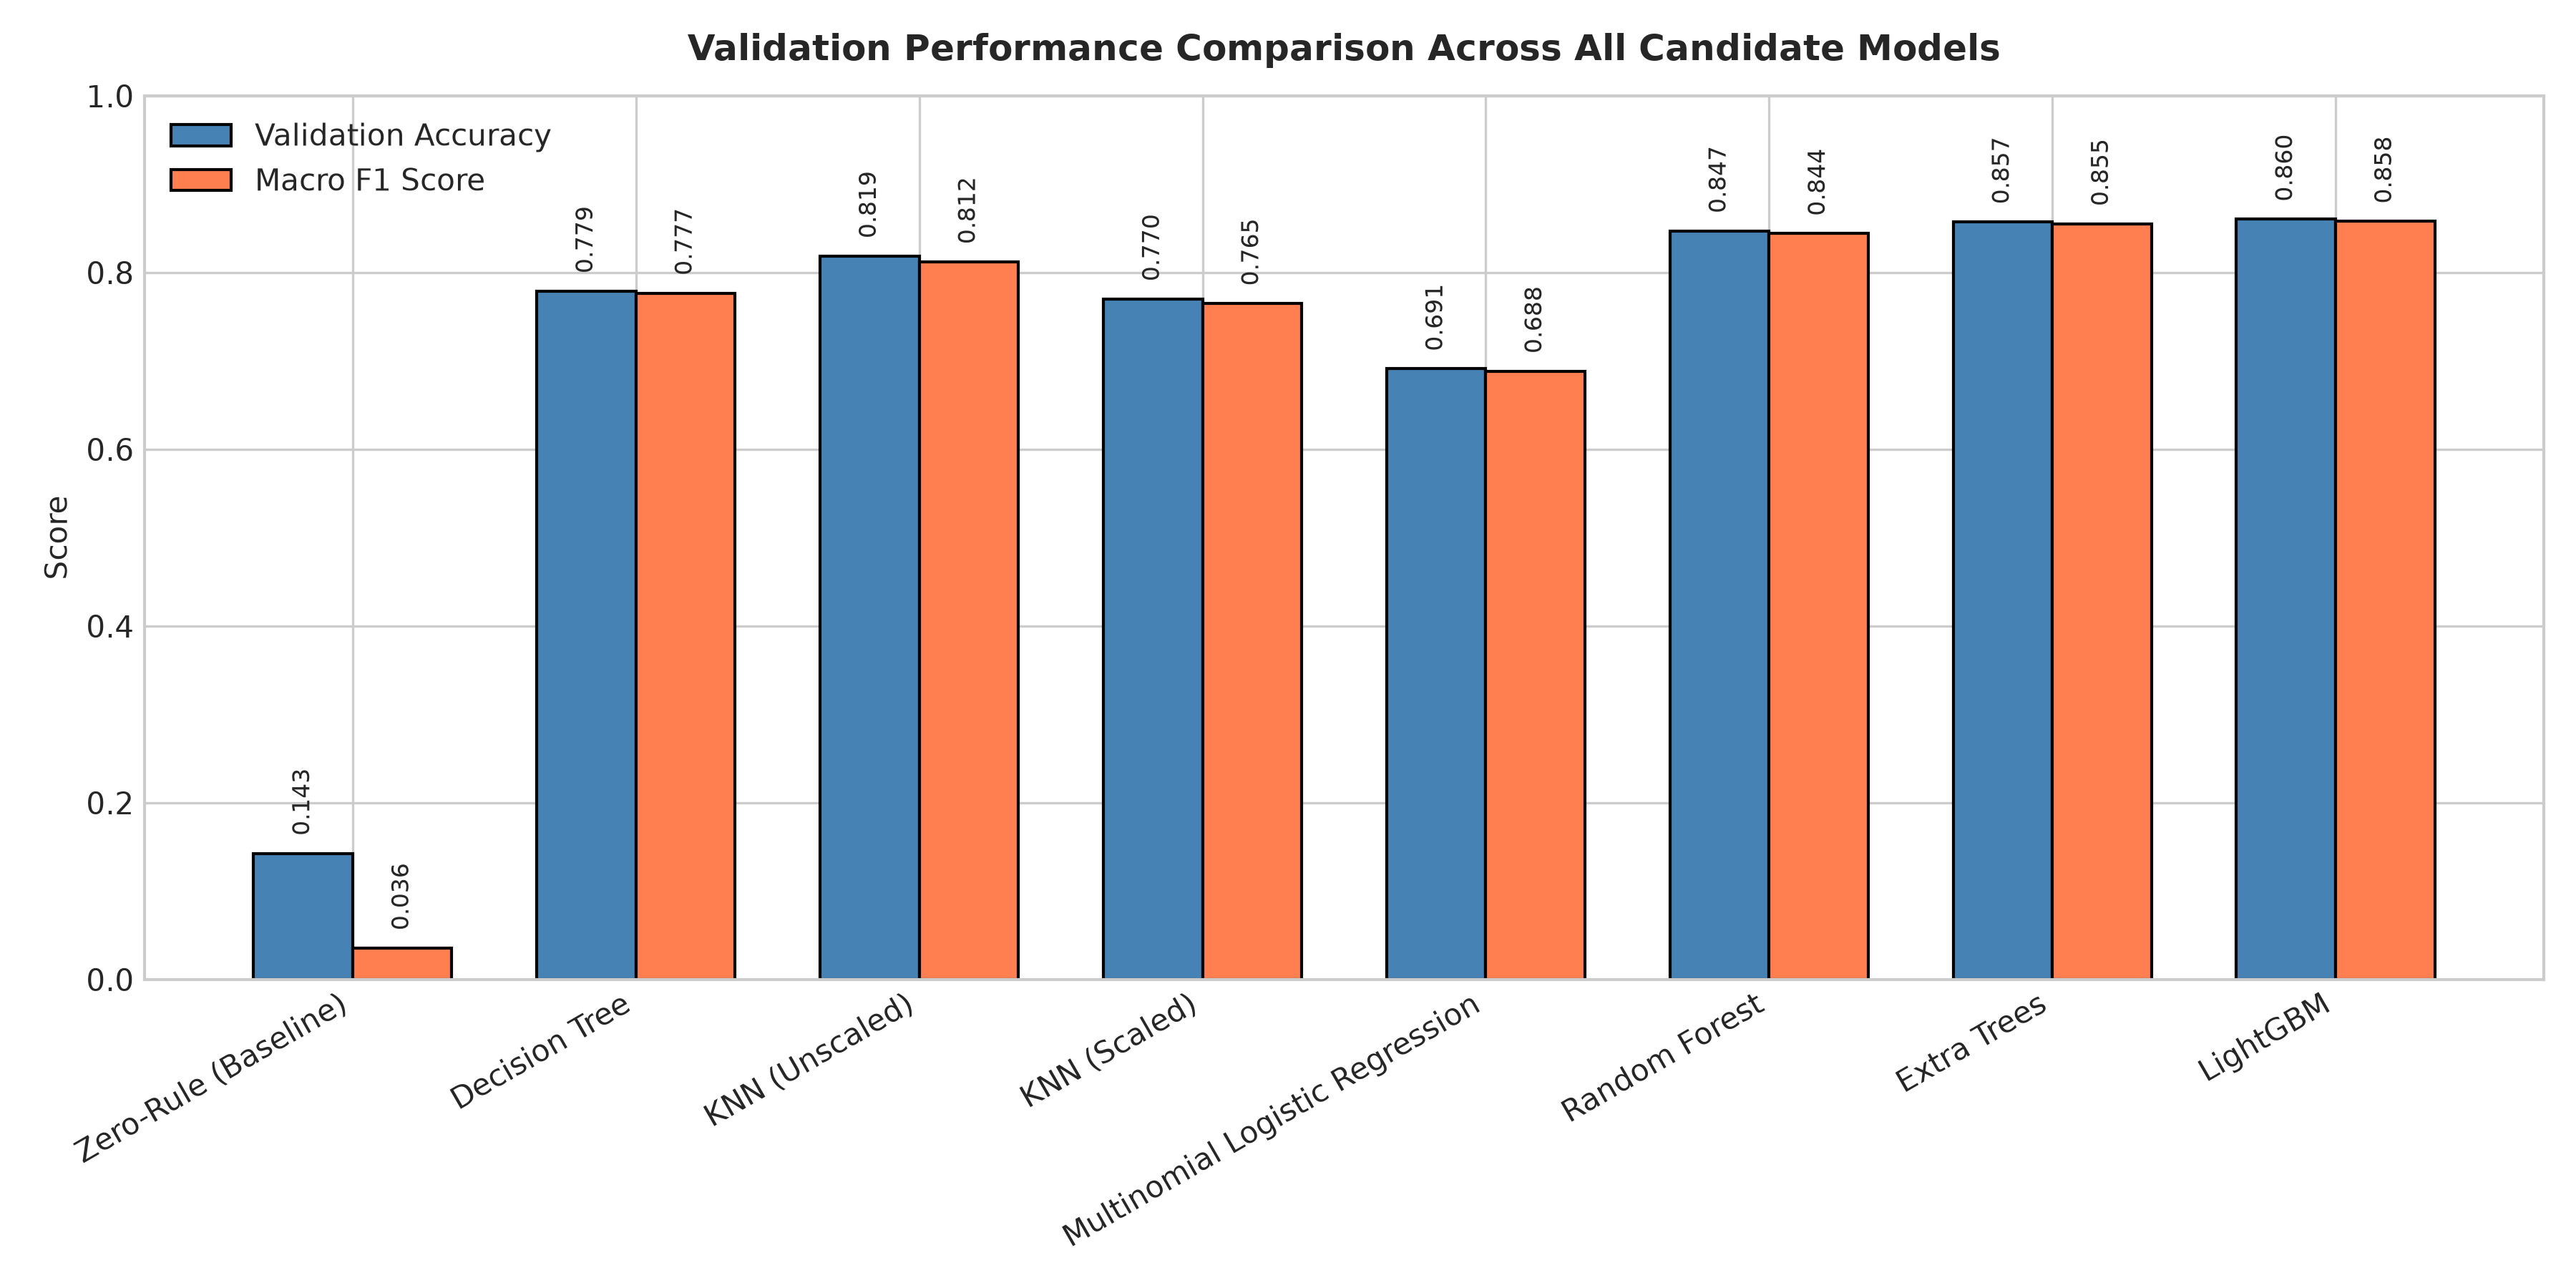 Validation Performance Comparison Across All Candidate Models
1.0
0.8
0.6
0.4
0.2
0.0
Score
Validation Accuracy
Macro F1 Score
0.143
0.036
0.779
0.777
0.819
0.812
0.770
0.765
0.691
0.688
0.847
0.844
0.857
0.855
0.860
0.858
Zero-Rule (Baseline)
Decision Tree
KNN (Unscaled)
KNN (Scaled)
Multinomial Logistic Regression
Random Forest
Extra Trees
LightGBM